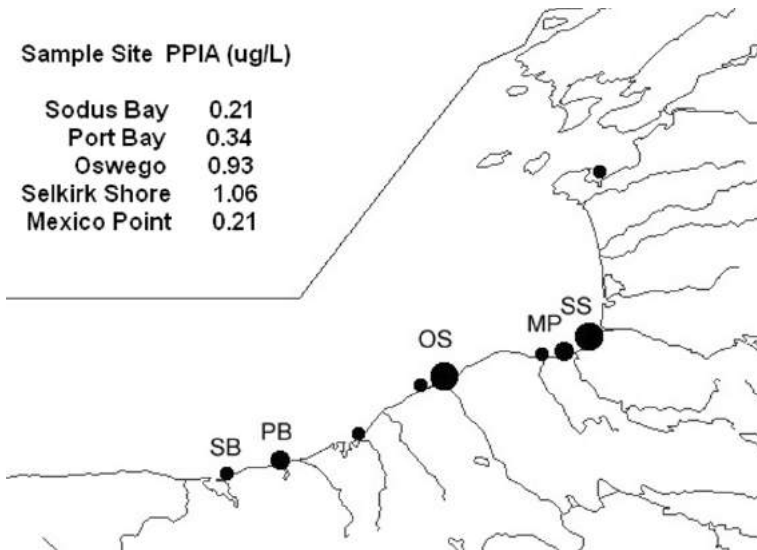 Sample Site PPIA (ug/L)
Sodus Bay 0.21
Port Bay 0.34
Oswego 0.93
Selkirk Shore 1.06
Mexico Point 0.21
SS
MP
OS
PB
SB